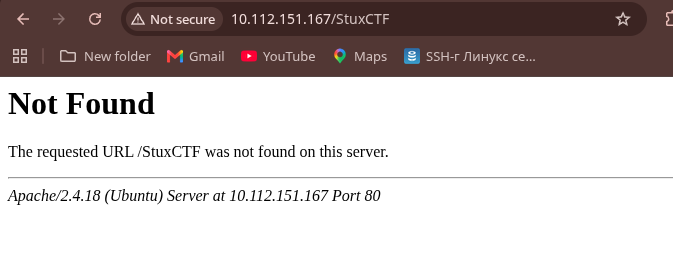 Not secure 10.112.151.167/StuxCTF
New folder Gmail YouTube Maps SSH-г Линукс се...
Not Found
The requested URL /StuxCTF was not found on this server.
Apache/2.4.18 (Ubuntu) Server at 10.112.151.167 Port 80